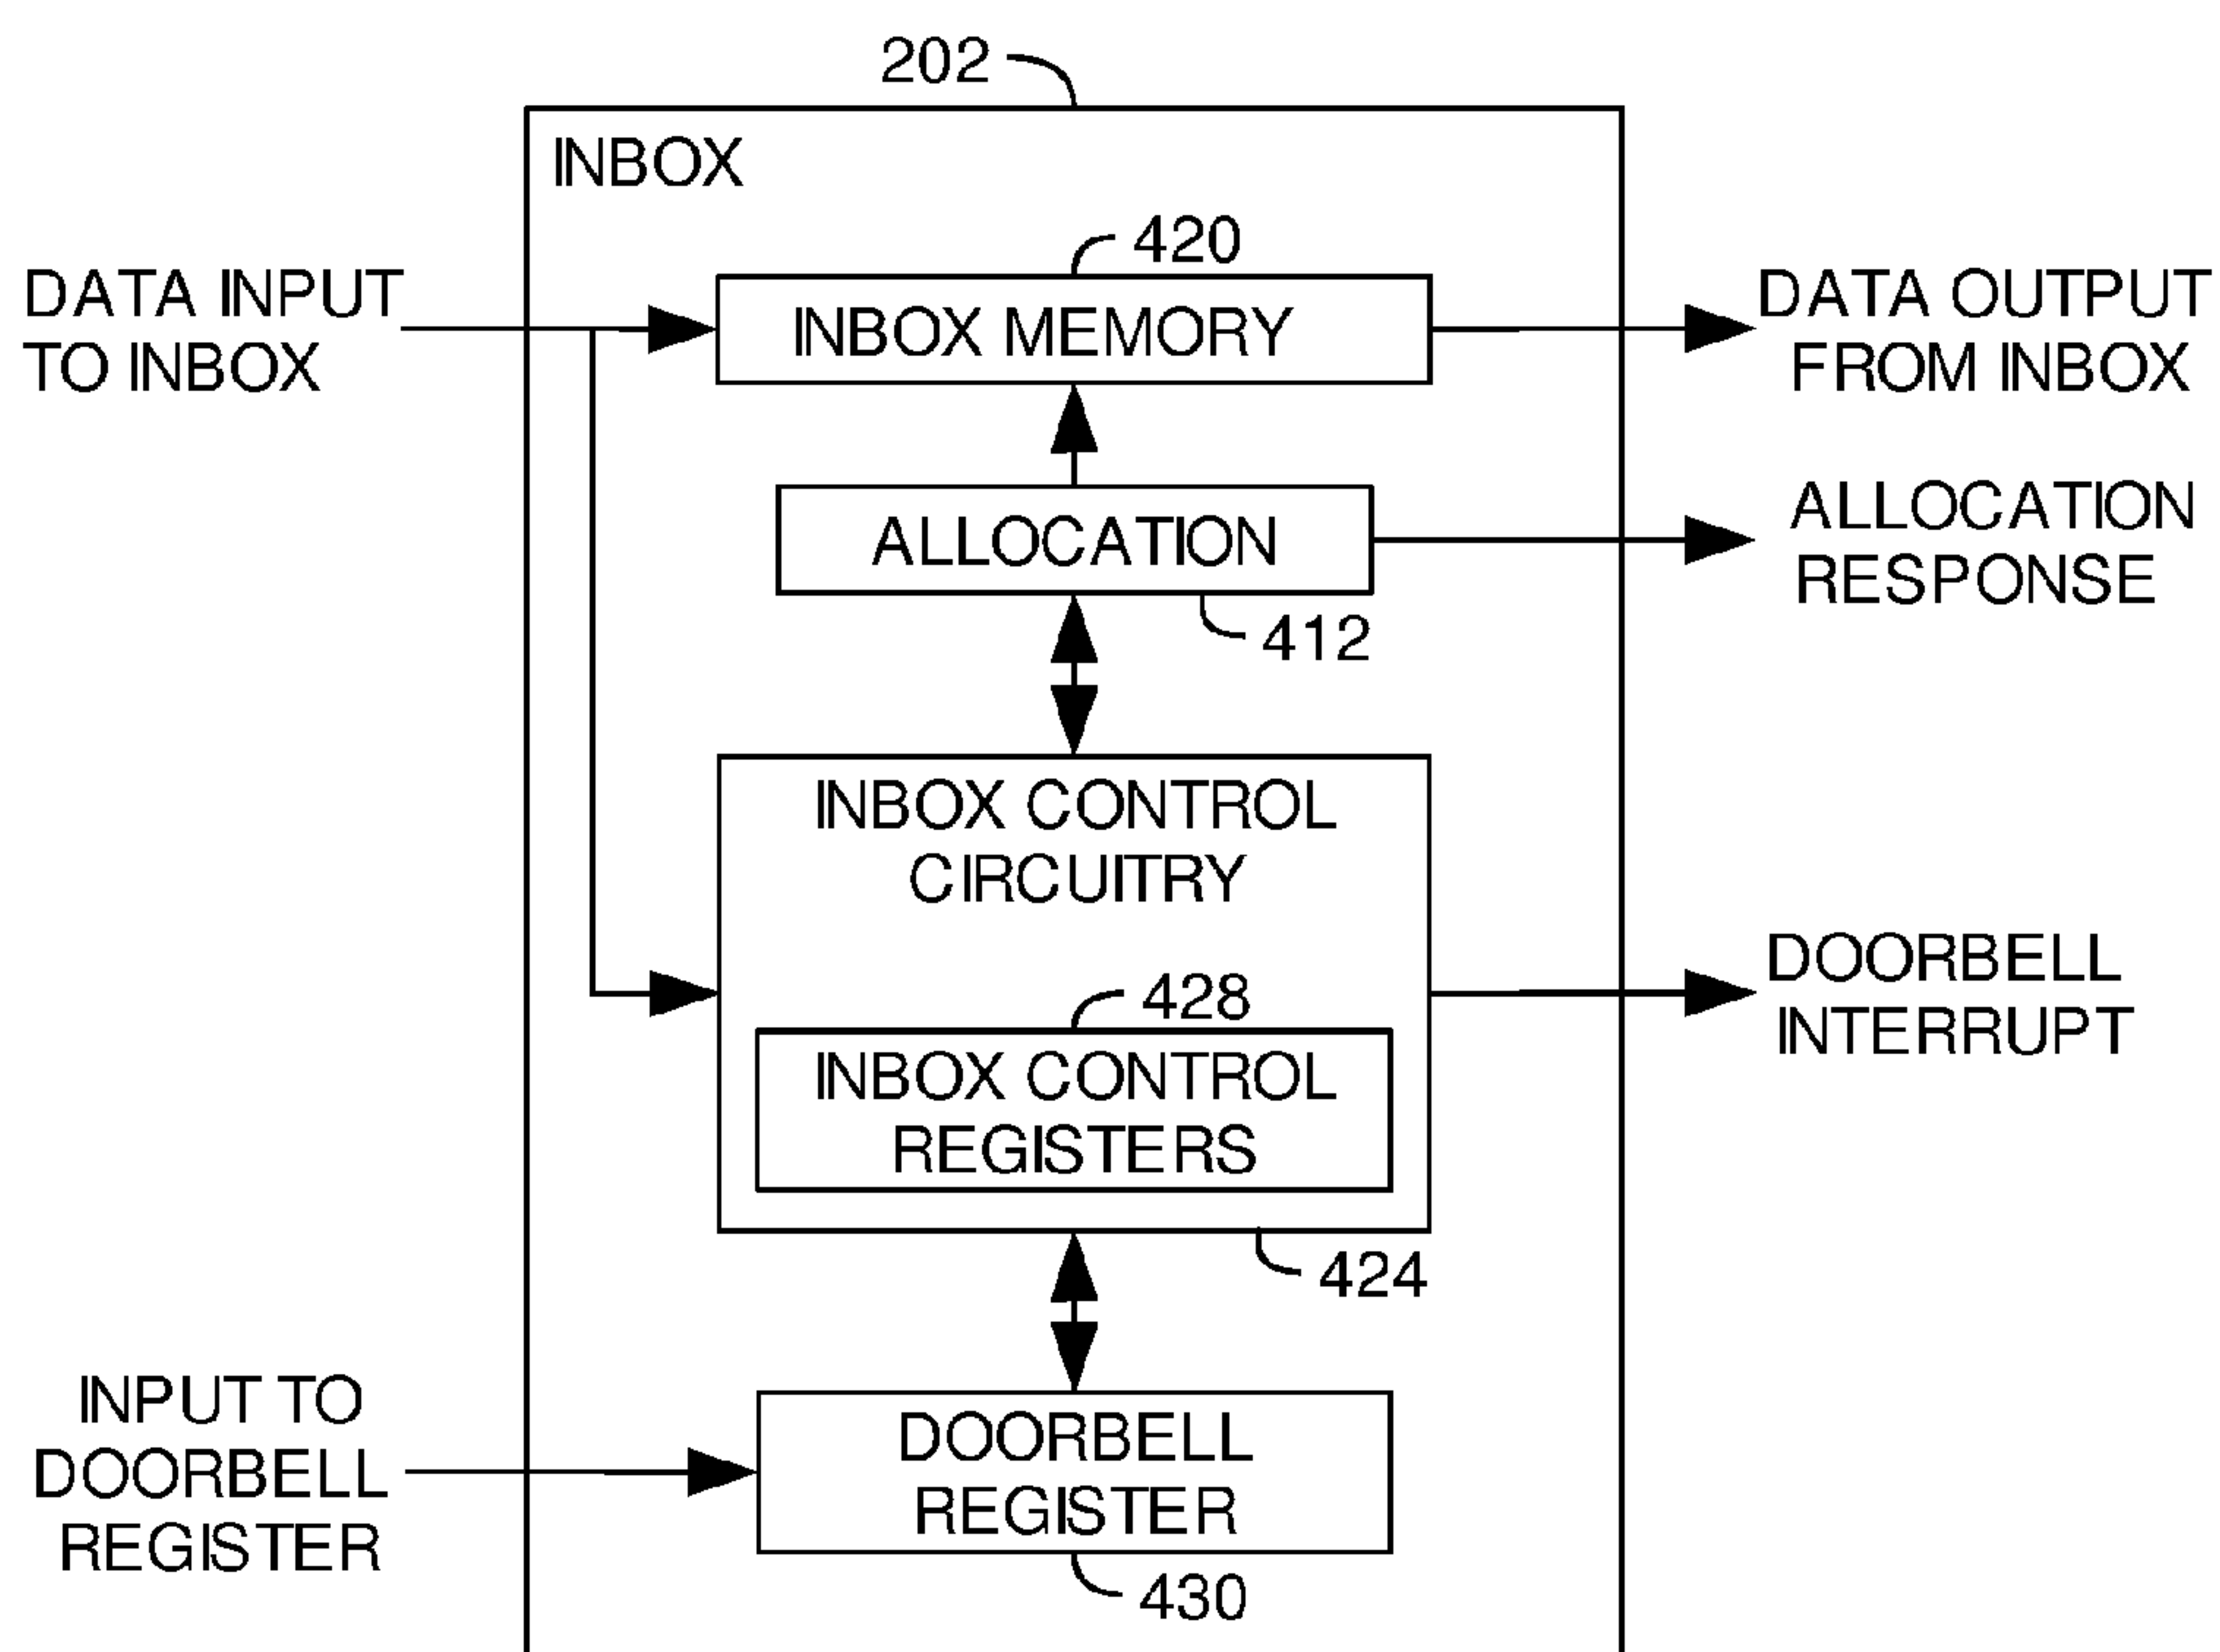 202
INBOX
420
DATA INPUT
TO INBOX
INBOX MEMORY
DATA OUTPUT
FROM INBOX
ALLOCATION
ALLOCATION
RESPONSE
412
INBOX CONTROL
CIRCUITRY
428
INBOX CONTROL
REGISTERS
DOORBELL
INTERRUPT
424
INPUT TO
DOORBELL
REGISTER
DOORBELL
REGISTER
430